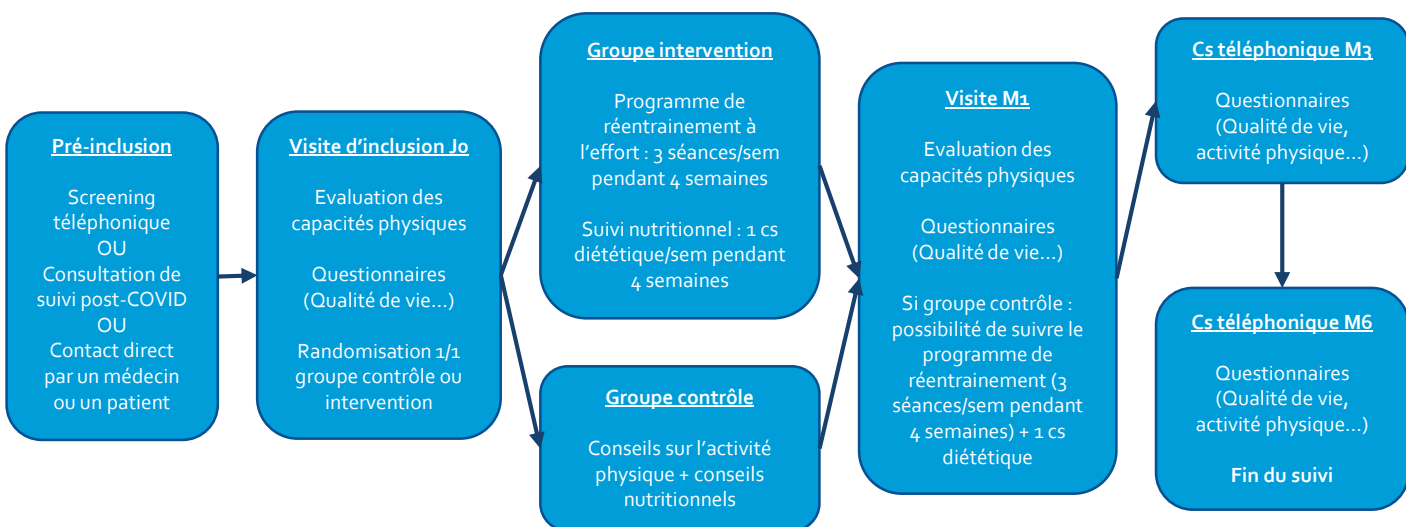 Pré-inclusion
Screening
téléphonique
OU
Consultation de
suivi post-COVID
OU
Contact direct
par un médecin
ou un patient
Visite d'inclusion J0
Evaluation des
capacités physiques
Questionnaires
(Qualité de vie…)
Randomisation 1/1
groupe contrôle ou
intervention
Groupe intervention
Programme de
réentrainement à
l'effort : 3 séances/sem
pendant 4 semaines
Suivi nutritionnel : 1 cs
diététique/sem pendant
4 semaines
Groupe contrôle
Conseils sur l'activité
physique + conseils
nutritionnels
Visite M1
Evaluation des
capacités physiques
Questionnaires
(Qualité de vie…)
Si groupe contrôle :
possibilité de suivre le
programme de
réentrainement (3
séances/sem pendant
4 semaines) + 1 cs
diététique
Cs téléphonique M3
Questionnaires
(Qualité de vie,
activité physique…)
Cs téléphonique M6
Questionnaires
(Qualité de vie,
activité physique…)
Fin du suivi